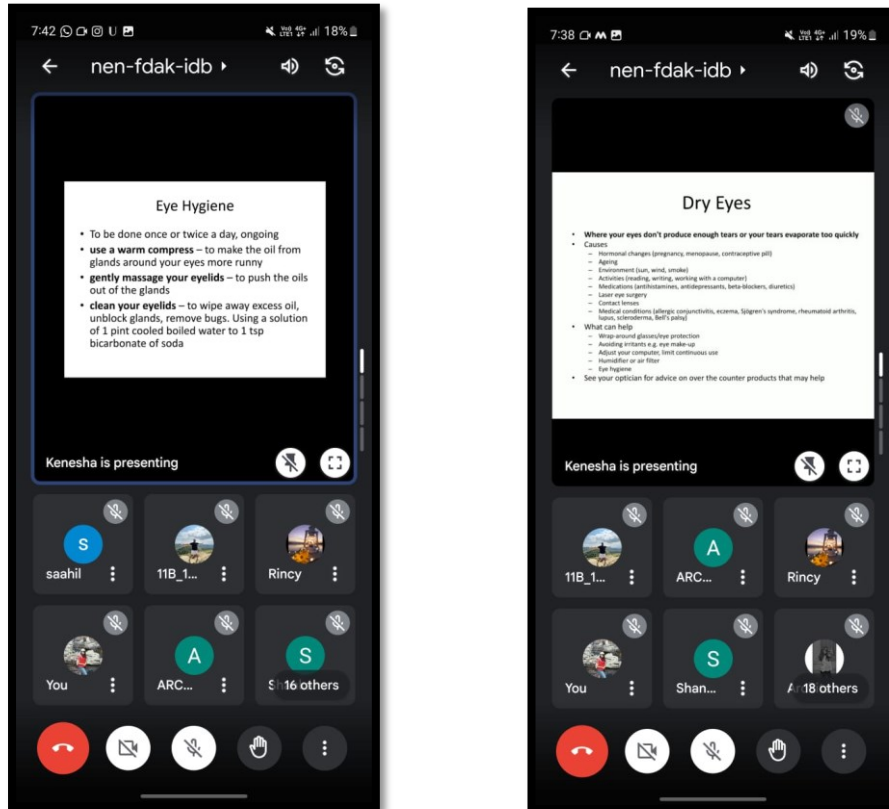 7:42
Vo) 4G+ LTE1 18%
nen-fdak-idb
Eye Hygiene
• To be done once or twice a day, ongoing
• use a warm compress – to make the oil from
glands around your eyes more runny
• gently massage your eyelids – to push the oils
out of the glands
• clean your eyelids – to wipe away excess oil,
unblock glands, remove bugs. Using a solution
of 1 pint cooled boiled water to 1 tsp
bicarbonate of soda
Kenesha is presenting
S
saahil
11B_1...
Rincy
You
A
ARC...
S
16 others
7:38
Vo) 4G+ LTE1 19%
nen-fdak-idb
Dry Eyes
• Where your eyes don't produce enough tears or your tears evaporate too quickly
• Causes
– Hormonal changes (pregnancy, menopause, contraceptive pill)
– Ageing
– Environment (sun, wind, smoke)
– Activities (reading, writing, working with a computer)
– Medications (antihistamines, antidepressants, beta-blockers, diuretics)
– Laser eye surgery
– Contact lenses
– Medical conditions (allergic conjunctivitis, eczema, Sjögren's syndrome, rheumatoid arthritis,
lupus, scleroderma, Bell's palsy)
• What can help
– Wrap-around glasses/eye protection
– Avoiding irritants e.g. eye make-up
– Adjust your computer, limit continuous use
– Humidifier or air filter
– Eye hygiene
• See your optician for advice on over the counter products that may help
Kenesha is presenting
11B_1...
A
ARC...
Rincy
You
S
Shan...
18 others